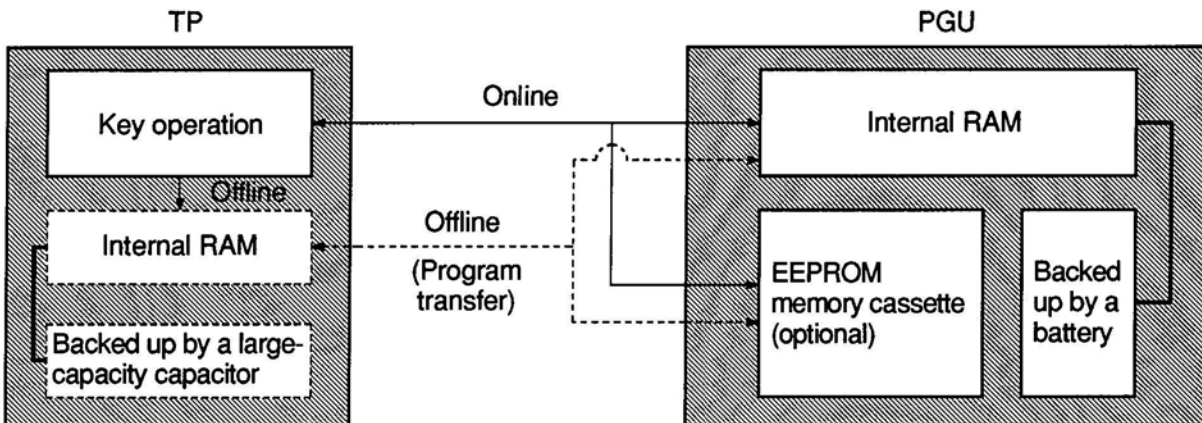 TP
PGU
Key operation
Online
Internal RAM
Offline
Internal RAM
Offline
(Program
transfer)
EEPROM
memory cassette
(optional)
Backed
up by a
battery
Backed up by a large-
capacity capacitor